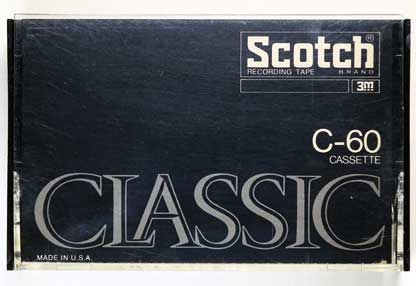 Scotch®
RECORDING TAPE BRAND
3M
C-60
CASSETTE
CLASSIC
MADE IN U.S.A.